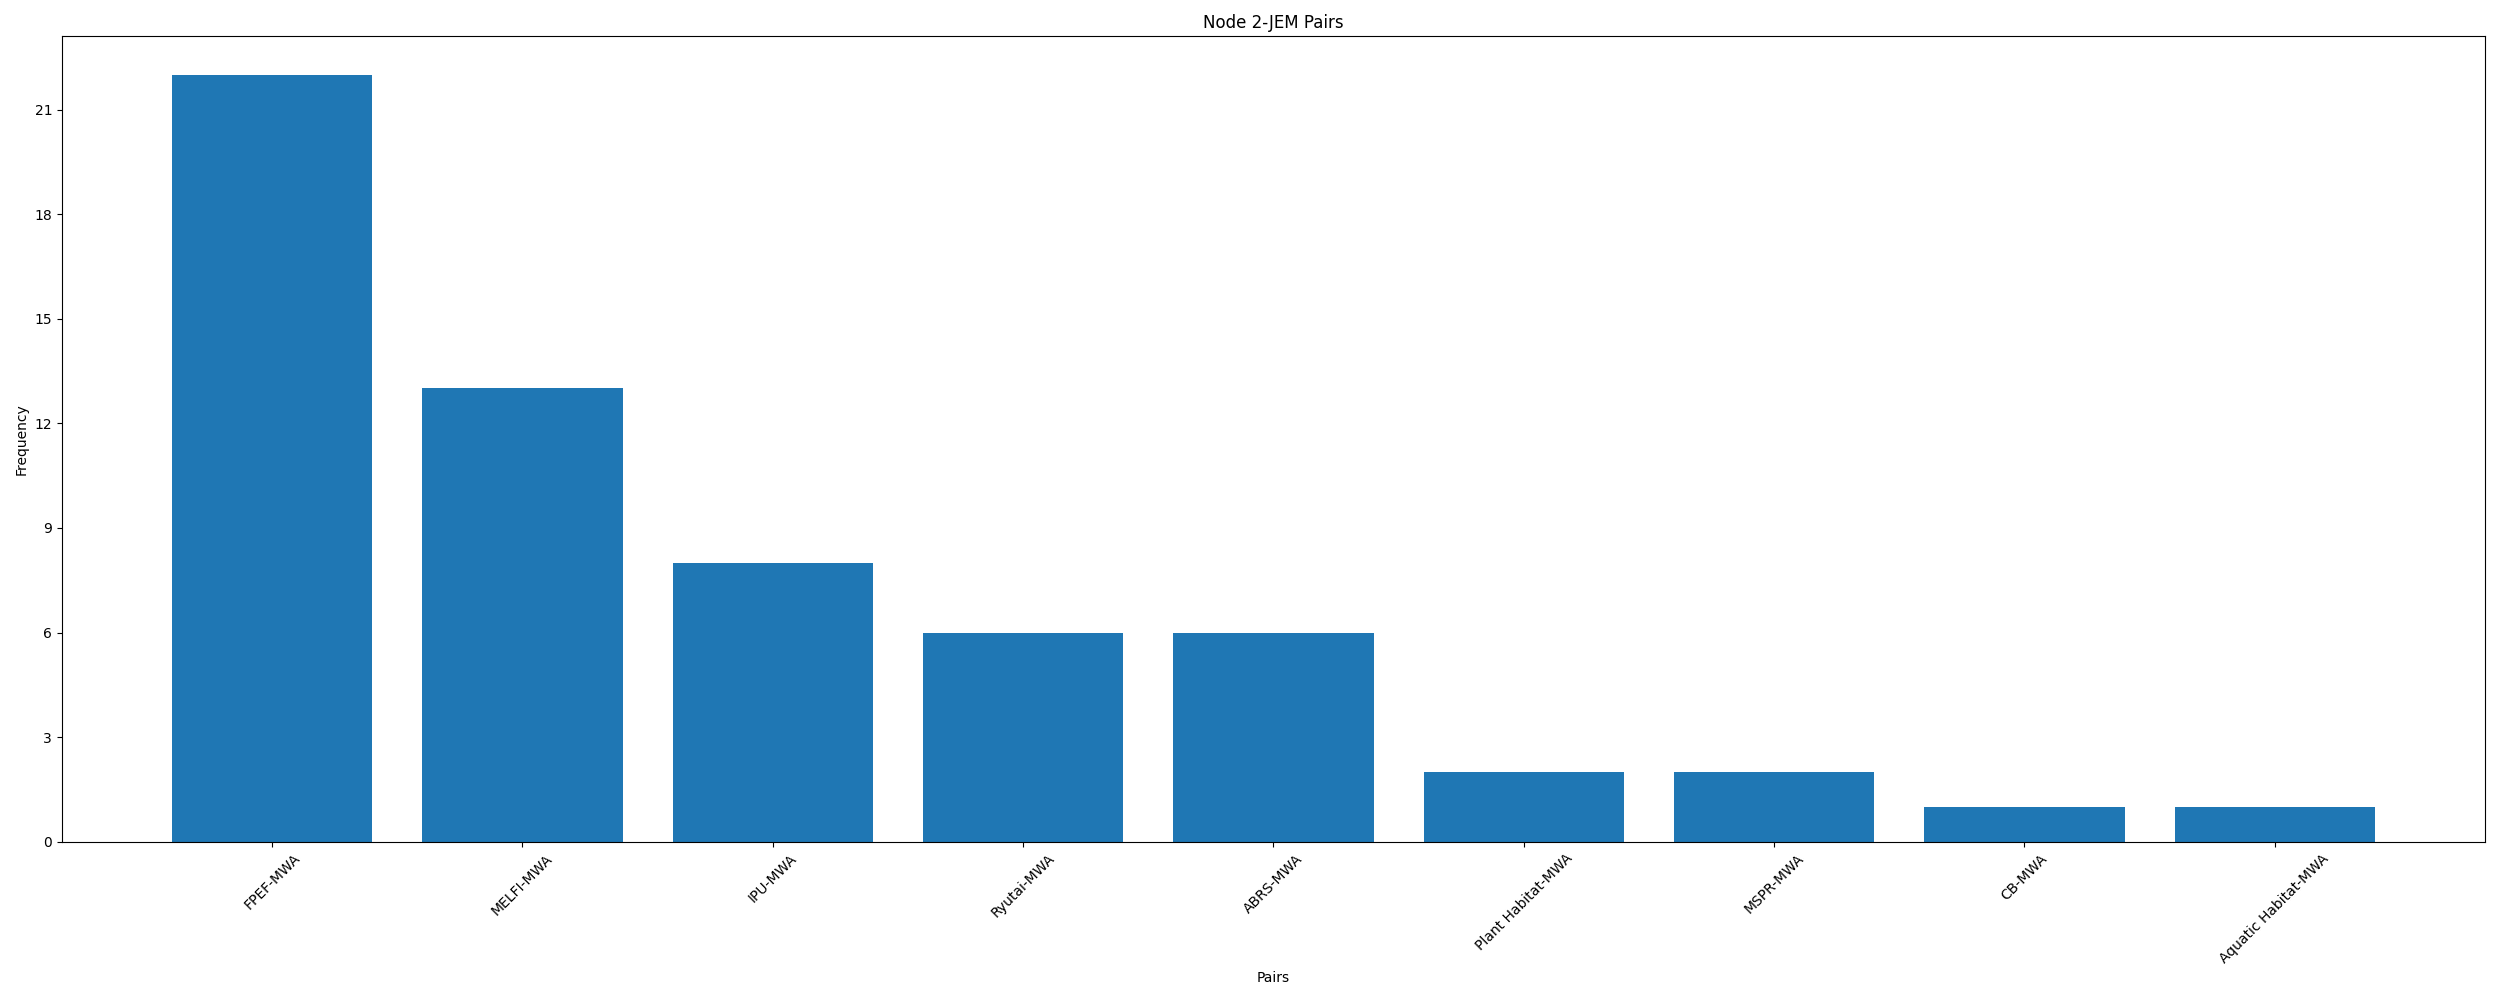 Node 2-JEM Pairs
Frequency
21
18
15
12
9
6
3
0
FPEF-MWA
MELFI-MWA
IPU-MWA
Ryutai-MWA
ABRS-MWA
Plant Habitat-MWA
MSPR-MWA
CB-MWA
Aquatic Habitat-MWA
Pairs